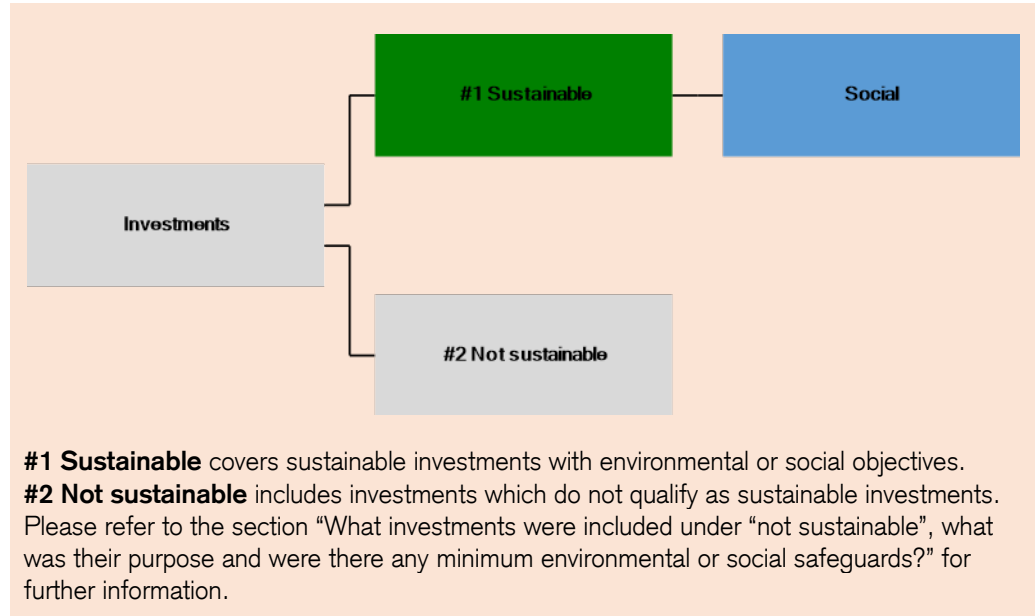 #1 Sustainable
Social
Investments
#2 Not sustainable
#1 Sustainable covers sustainable investments with environmental or social objectives.
#2 Not sustainable includes investments which do not qualify as sustainable investments.
Please refer to the section “What investments were included under “not sustainable”, what
was their purpose and were there any minimum environmental or social safeguards?” for
further information.